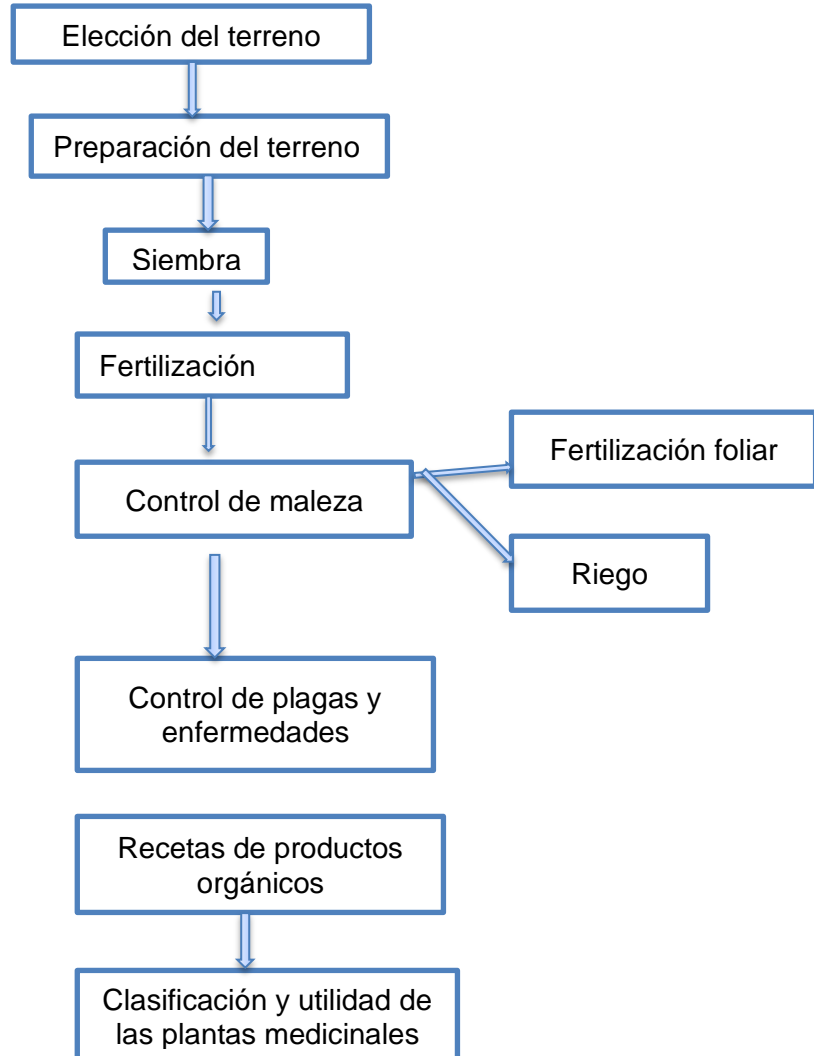 Elección del terreno
Preparación del terreno
Siembra
Fertilización
Control de maleza
Fertilización foliar
Riego
Control de plagas y
enfermedades
Recetas de productos
orgánicos
Clasificación y utilidad de
las plantas medicinales